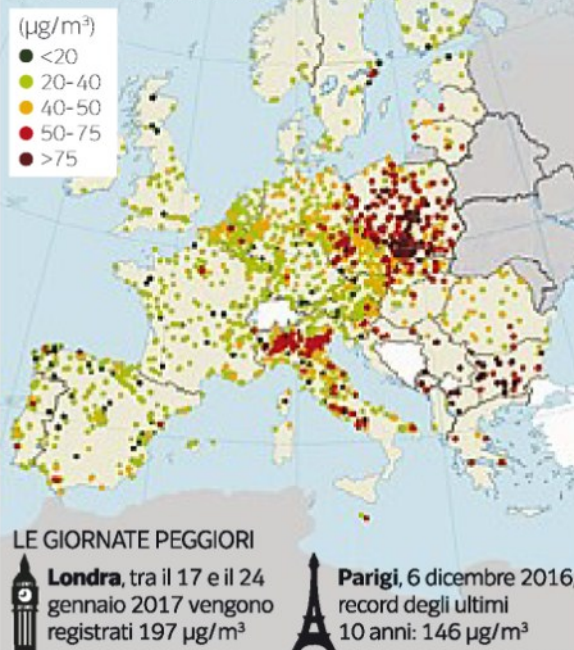 (µg/m³)
<20
20-40
40-50
50-75
>75
LE GIORNATE PEGGIORI
Londra, tra il 17 e il 24
gennaio 2017 vengono
registrati 197 µg/m³
Parigi, 6 dicembre 2016,
record degli ultimi
10 anni: 146 µg/m³